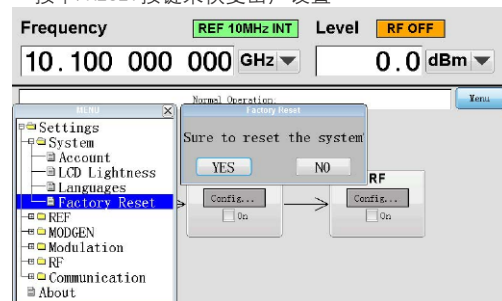 Frequency REF 10MHz INT Level RF OFF
10.100 000 000 GHz 0.0 dBm
Normal Operation:
Menu
MENU X
Factory Reset
Settings
System
Account
LCD Lightness
Languages
Factory Reset
REF
MODGEN
Modulation
RF
Communication
About
Sure to reset the system
YES NO
Config...
On
RF
Config...
On